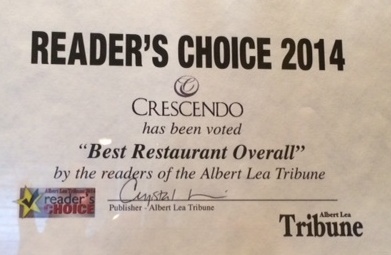 READER'S CHOICE 2014
C
CRESCENDO
has been voted
"Best Restaurant Overall"
by the readers of the Albert Lea Tribune
reader's
CHOICE
Crystal
Publisher - Albert Lea Tribune
Albert Lea
Tribune